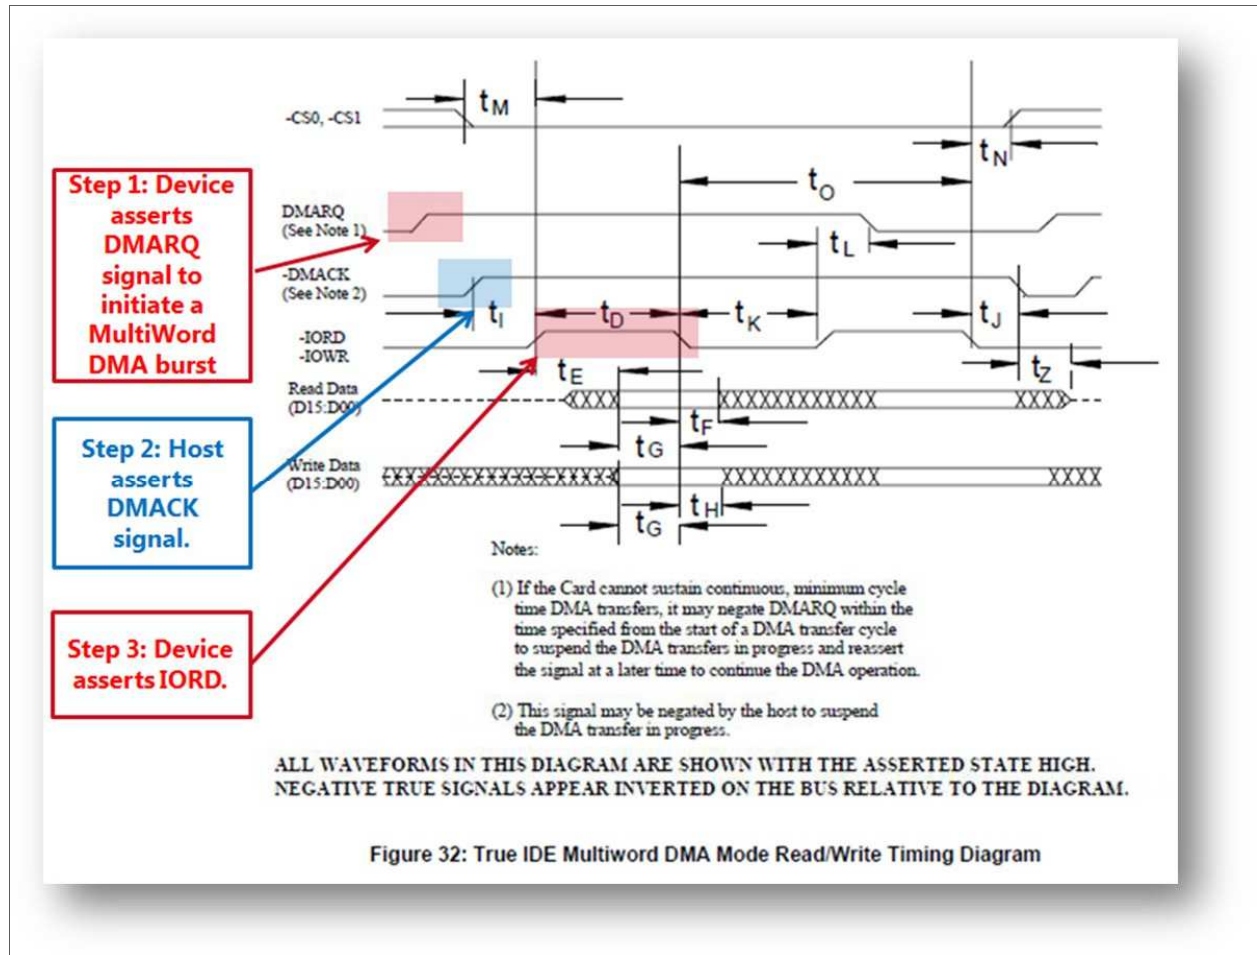 Step 1: Device
asserts
DMARQ
signal to
initiate a
MultiWord
DMA burst
Step 2: Host
asserts
DMACK
signal.
Step 3: Device
asserts IORD.
-CS0, -CS1
tM
tN
tO
DMARQ
(See Note 1)
tL
-DMACK
(See Note 2)
tI
tD
tK
tJ
-IORD
-IOWR
tE
tZ
Read Data
(D15:D00)
tF
tG
Write Data
(D15:D00)
tH
tG
Notes:
(1) If the Card cannot sustain continuous, minimum cycle
time DMA transfers, it may negate DMARQ within the
time specified from the start of a DMA transfer cycle
to suspend the DMA transfers in progress and reassert
the signal at a later time to continue the DMA operation.
(2) This signal may be negated by the host to suspend
the DMA transfer in progress.
ALL WAVEFORMS IN THIS DIAGRAM ARE SHOWN WITH THE ASSERTED STATE HIGH.
NEGATIVE TRUE SIGNALS APPEAR INVERTED ON THE BUS RELATIVE TO THE DIAGRAM.
Figure 32: True IDE Multiword DMA Mode Read/Write Timing Diagram